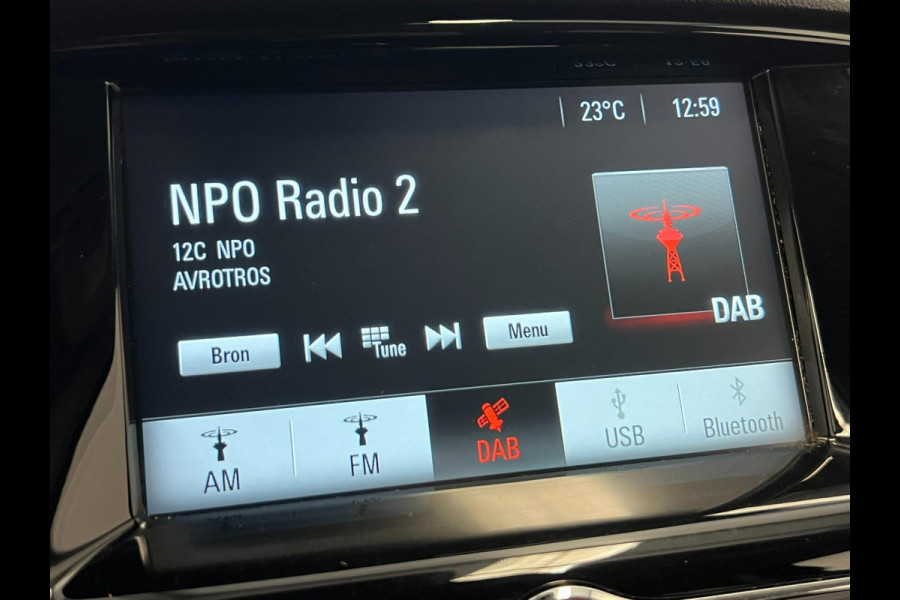 23°C 12:59
NPO Radio 2
12C NPO
AVROTROS
DAB
Bron Tune Menu
AM FM DAB USB Bluetooth